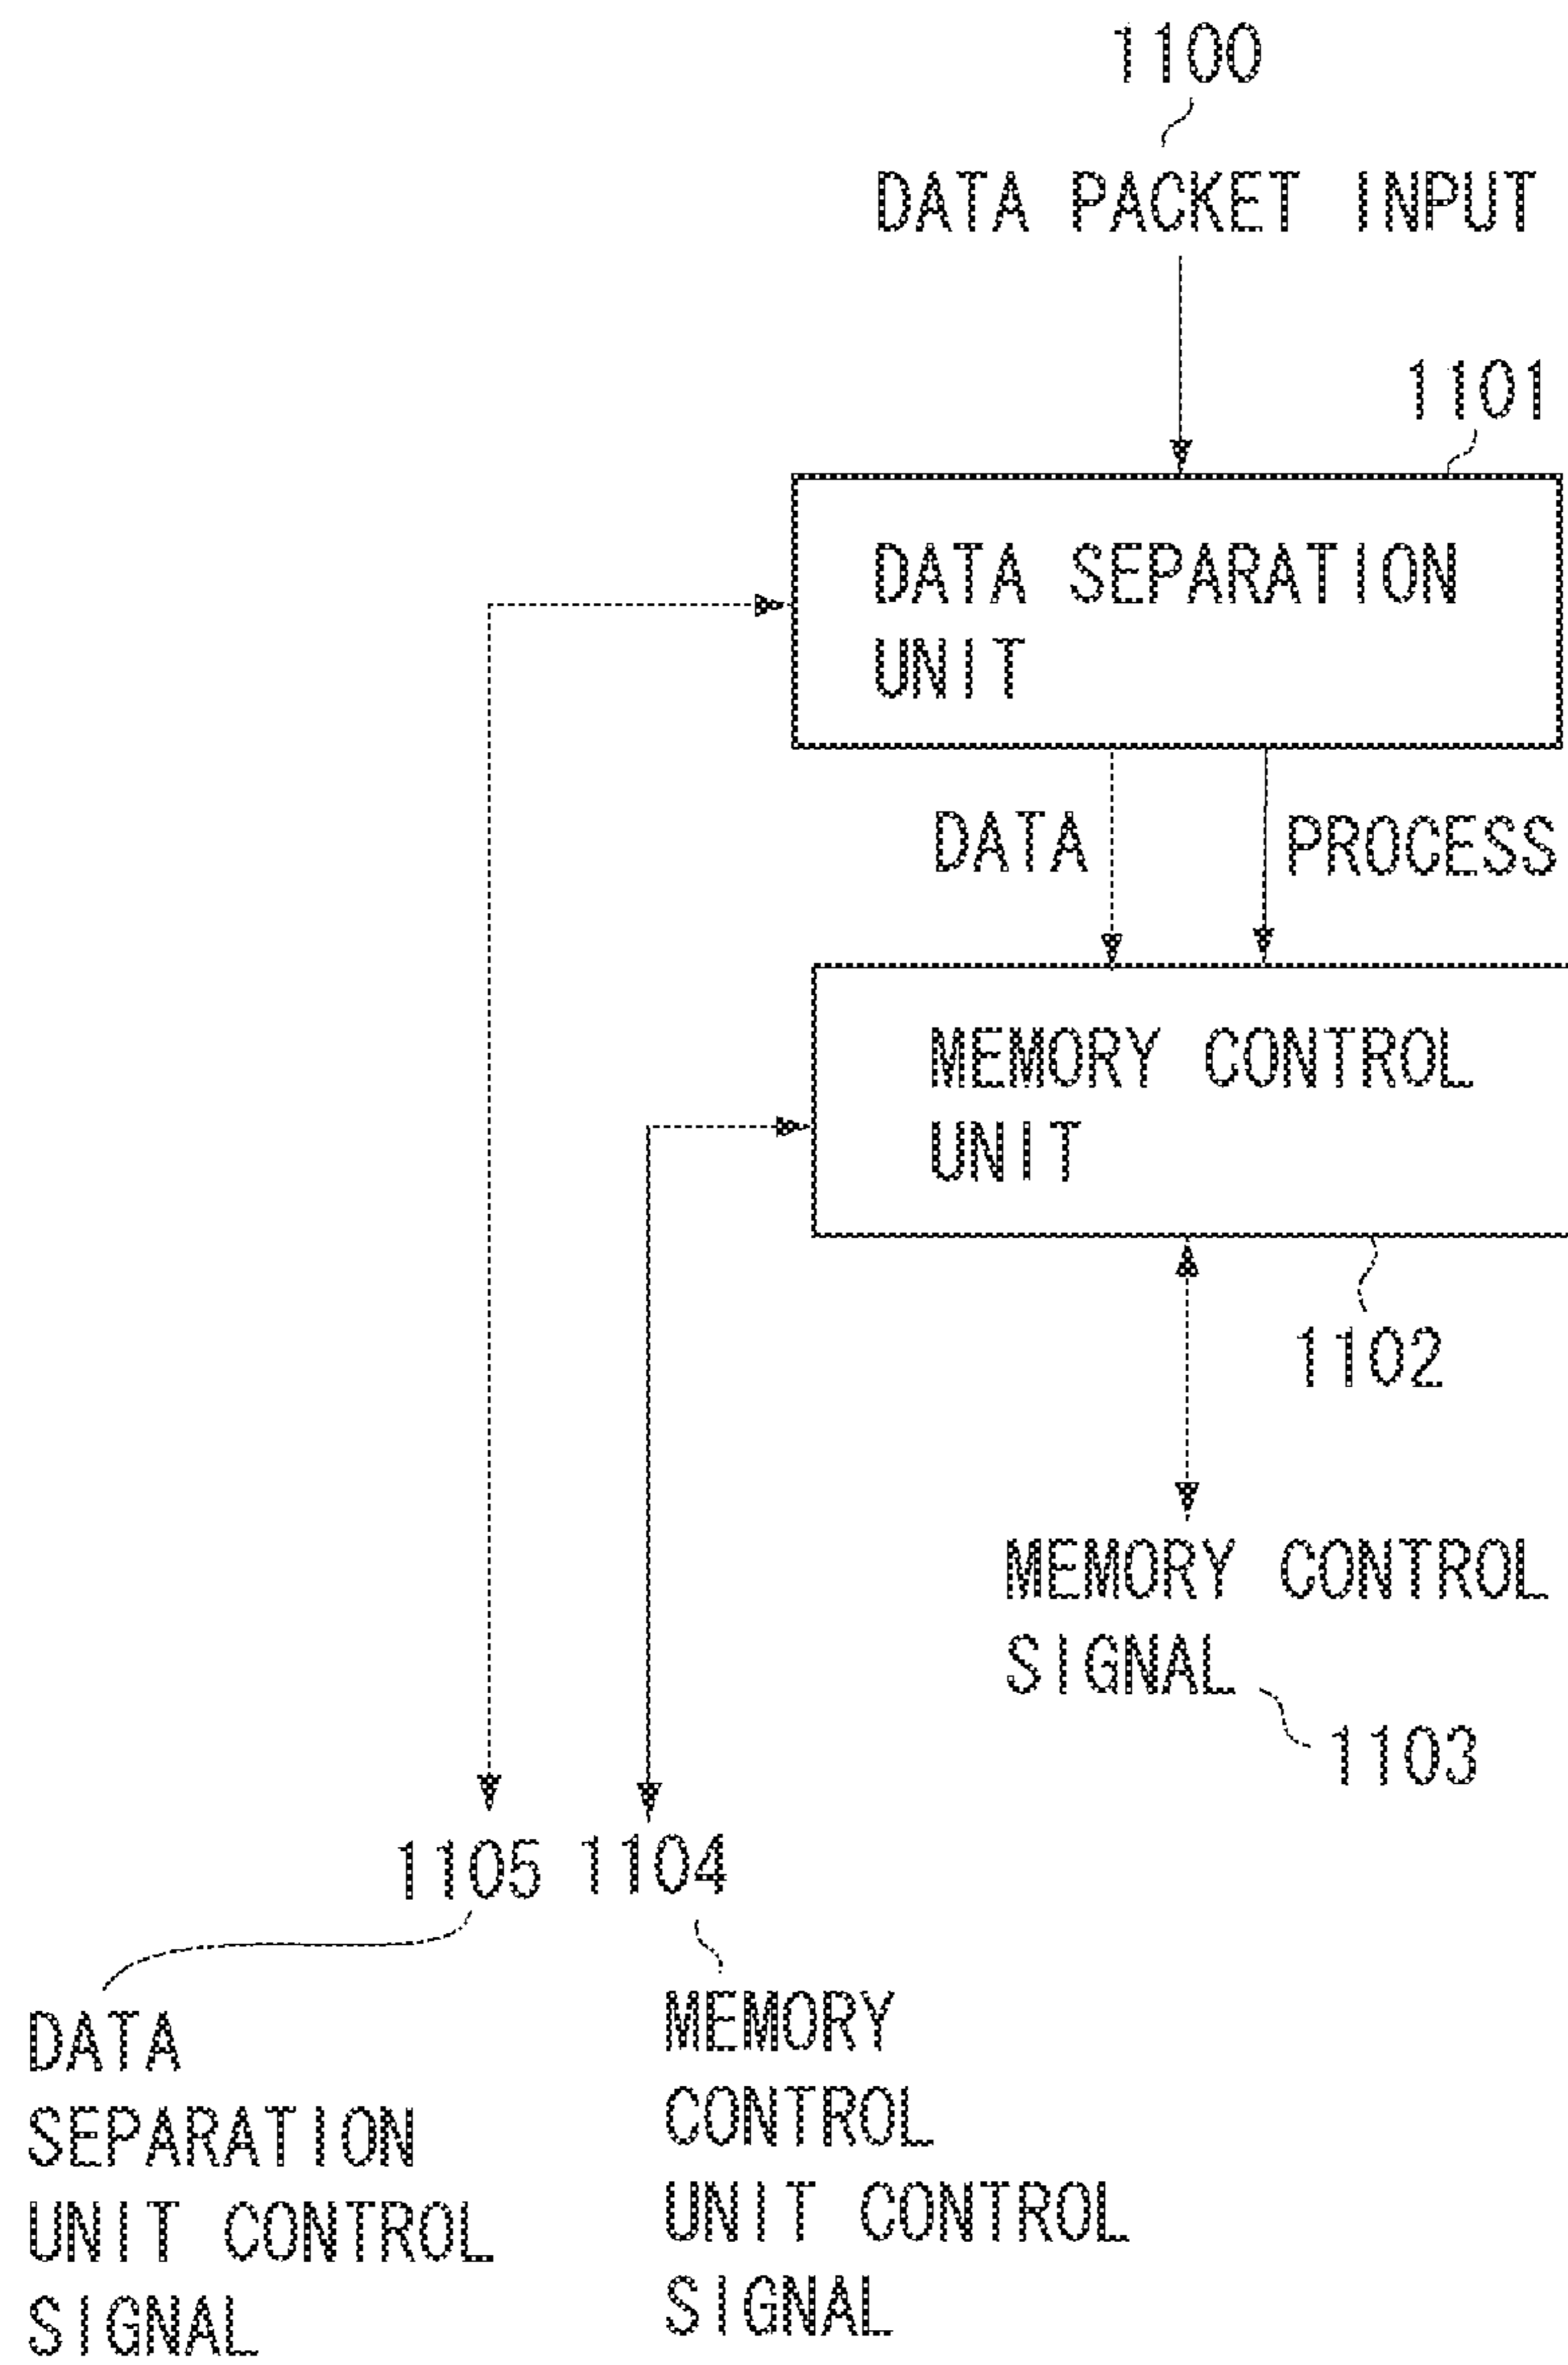 1100
DATA PACKET INPUT
1101
DATA SEPARATION
UNIT
DATA
PROCESS
MEMORY CONTROL
UNIT
1102
MEMORY CONTROL
SIGNAL
1103
1105
1104
DATA
SEPARATION
UNIT CONTROL
SIGNAL
MEMORY
CONTROL
UNIT CONTROL
SIGNAL